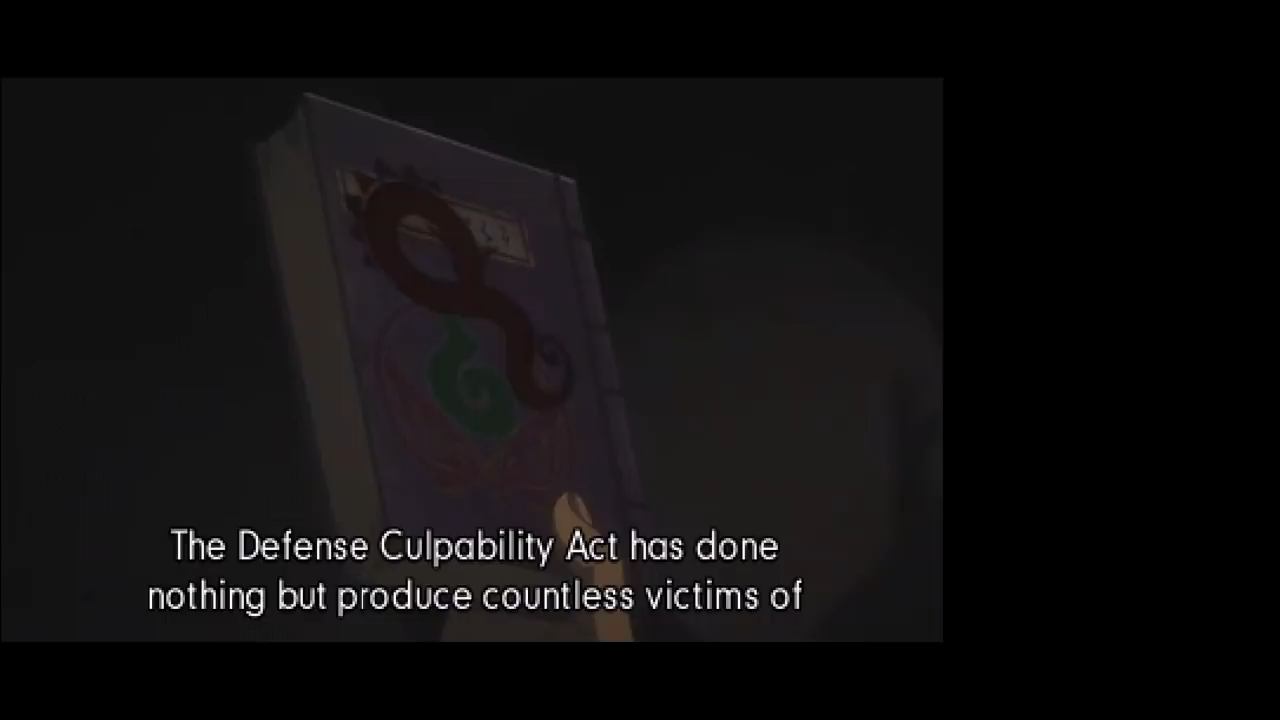 The Defense Culpability Act has done
nothing but produce countless victims of